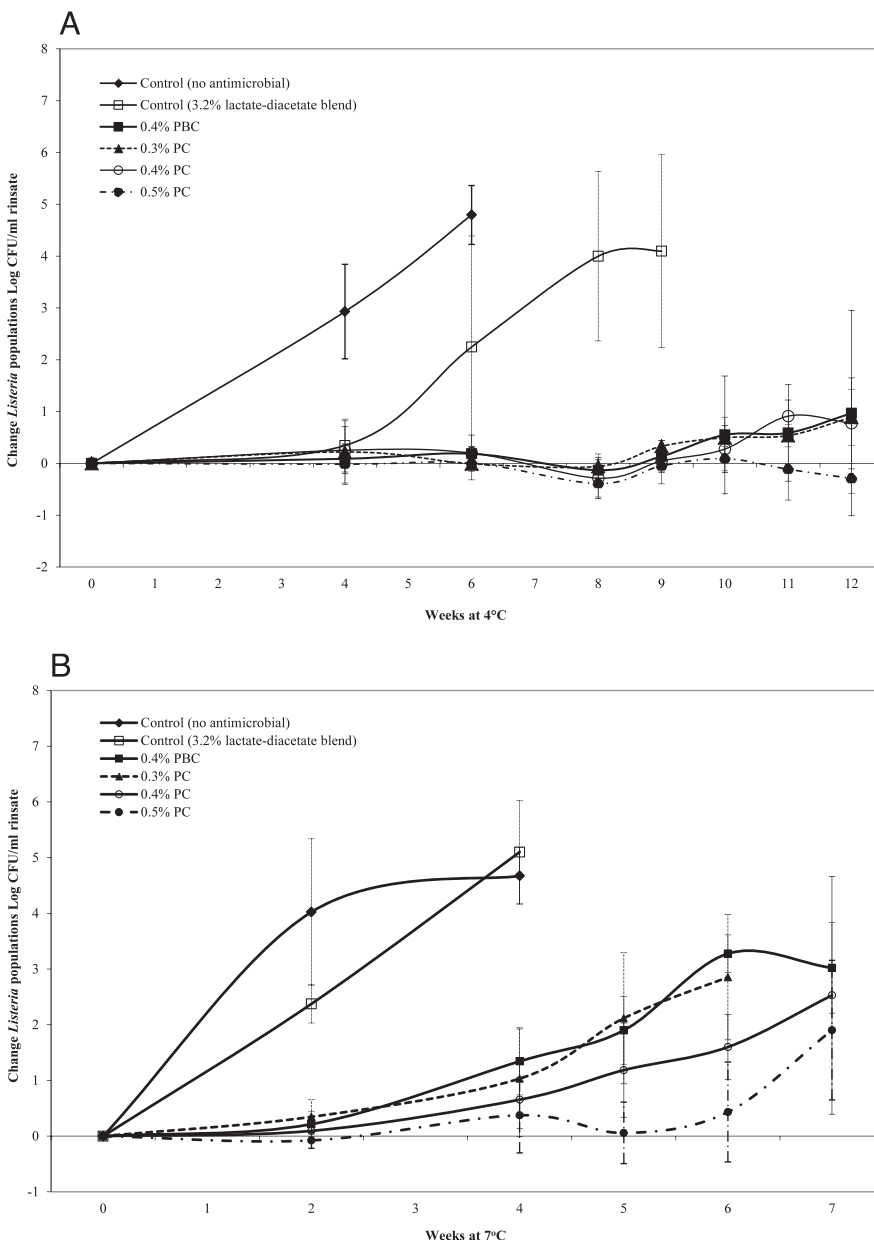 A
8
7
6
5
4
3
2
1
0
-1
-2
Change Listeria populations Log CFU/ml rinsate
Control (no antimicrobial)
Control (3.2% lactate-diacetate blend)
0.4% PBC
0.3% PC
0.4% PC
0.5% PC
0 1 2 3 4 5 6 7 8 9 10 11 12
Weeks at 4°C
B
8
7
6
5
4
3
2
1
0
-1
Change Listeria populations Log CFU/ml rinsate
Control (no antimicrobial)
Control (3.2% lactate-diacetate blend)
0.4% PBC
0.3% PC
0.4% PC
0.5% PC
0 1 2 3 4 5 6 7
Weeks at 7°C